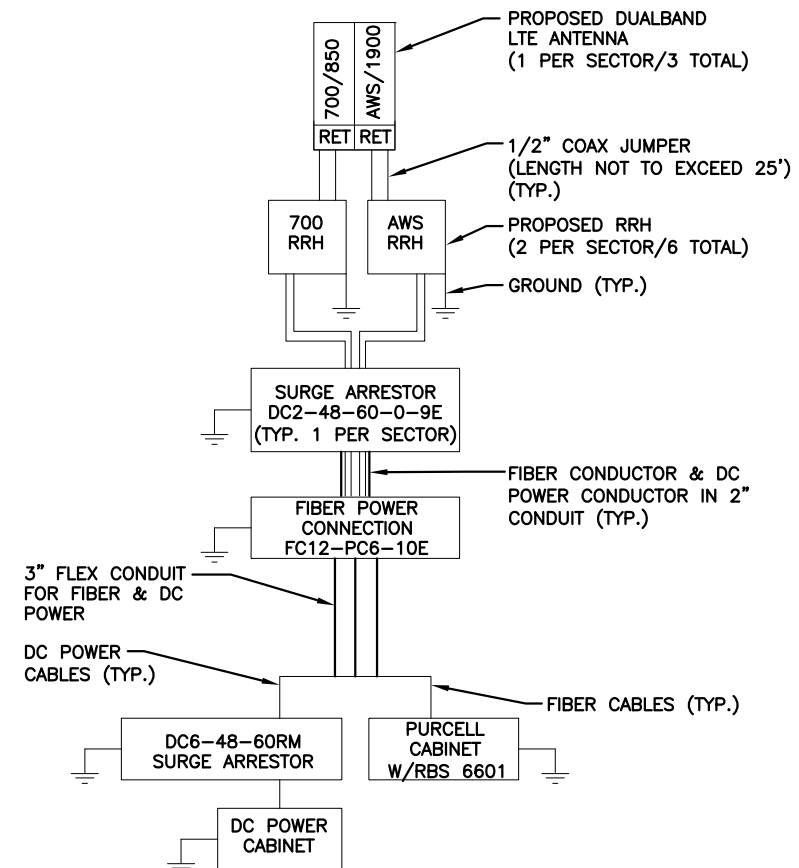 PROPOSED DUALBAND
LTE ANTENNA
(1 PER SECTOR/3 TOTAL)
700/850
AWS/1900
RET
RET
1/2" COAX JUMPER
(LENGTH NOT TO EXCEED 25')
(TYP.)
700
RRH
AWS
RRH
PROPOSED RRH
(2 PER SECTOR/6 TOTAL)
GROUND (TYP.)
SURGE ARRESTOR
DC2-48-60-0-9E
(TYP. 1 PER SECTOR)
FIBER CONDUCTOR & DC
POWER CONDUCTOR IN 2"
CONDUIT (TYP.)
FIBER POWER
CONNECTION
FC12-PC6-10E
3" FLEX CONDUIT
FOR FIBER & DC
POWER
DC POWER
CABLES (TYP.)
FIBER CABLES (TYP.)
DC6-48-60RM
SURGE ARRESTOR
PURCELL
CABINET
W/RBS 6601
DC POWER
CABINET